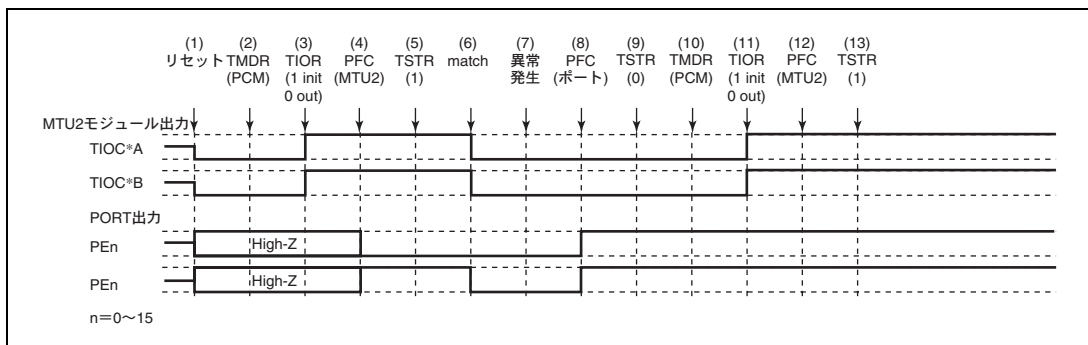 (1) (2) (3) (4) (5) (6) (7) (8) (9) (10) (11) (12) (13)
リセット TMDR TIOR PFC TSTR match 異常 PFC TSTR TMDR TIOR PFC TSTR
(PCM) (1 init (MTU2) (1) 発生 (ポート) (0) (PCM) (1 init (MTU2) (1)
0 out) 0 out)
MTU2モジュール出力
TIOC*A
TIOC*B
PORT出力
PEn High-Z
PEn High-Z
n=0~15